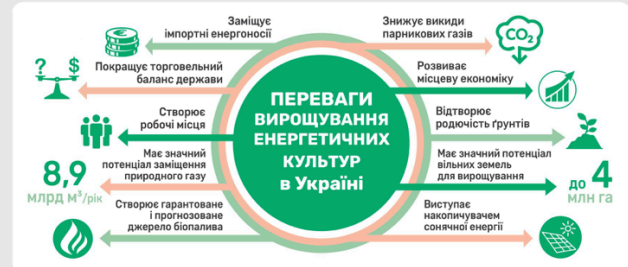 Заміщує
імпортні енергоносії
Покращує торговельний
баланс держави
? $
Створює
робочі місця
Має значний
потенціал заміщення
природного газу
8,9
млрд м³/рік
Створює гарантоване
і прогнозоване
джерело біопалива
ПЕРЕВАГИ
ВИРОЩУВАННЯ
ЕНЕРГЕТИЧНИХ
КУЛЬТУР
в Україні
Знижує викиди
парникових газів
CO₂
Розвиває
місцеву економіку
Відтворює
родючість ґрунтів
Має значний потенціал
вільних земель
для вирощування
до 4
млн га
Виступає
накопичувачем
сонячної енергії